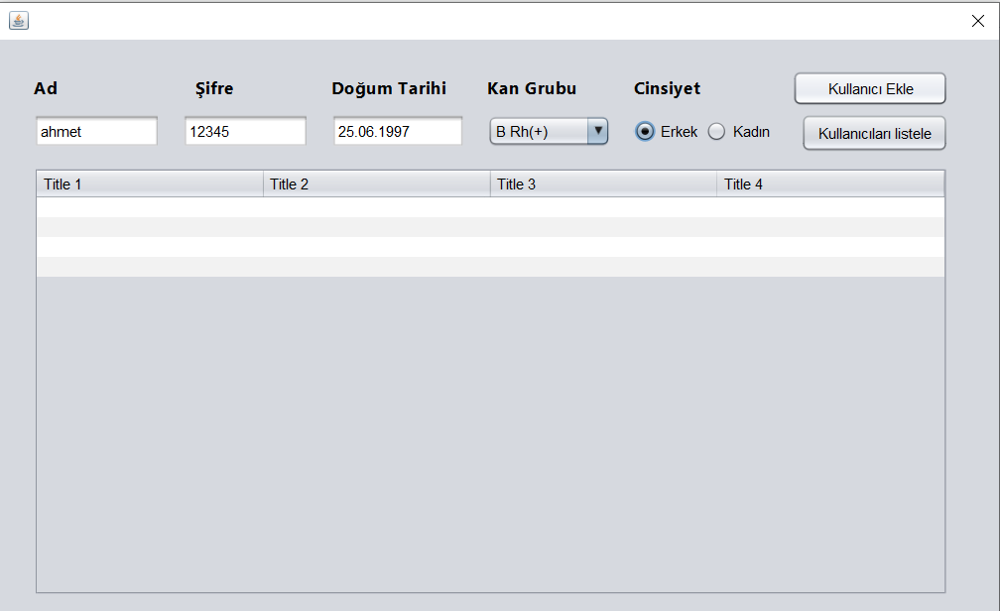 Ad Şifre Doğum Tarihi Kan Grubu Cinsiyet Kullanıcı Ekle
ahmet 12345 25.06.1997 B Rh(+) Erkek Kadın Kullanıcıları listele
Title 1 Title 2 Title 3 Title 4